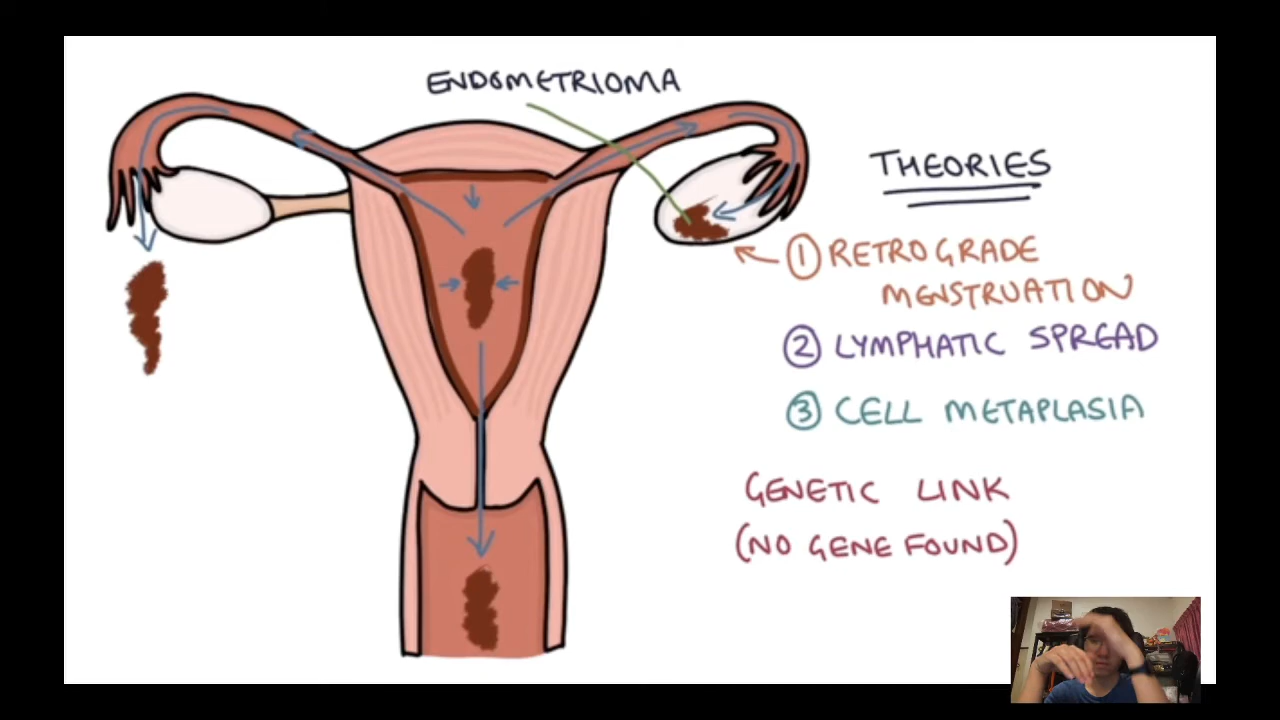 ENDOMETRIOMA
THEORIES
① RETROGRADE
MENSTRUATION
② LYMPHATIC SPREAD
③ CELL METAPLASIA
GENETIC LINK
(NO GENE FOUND)